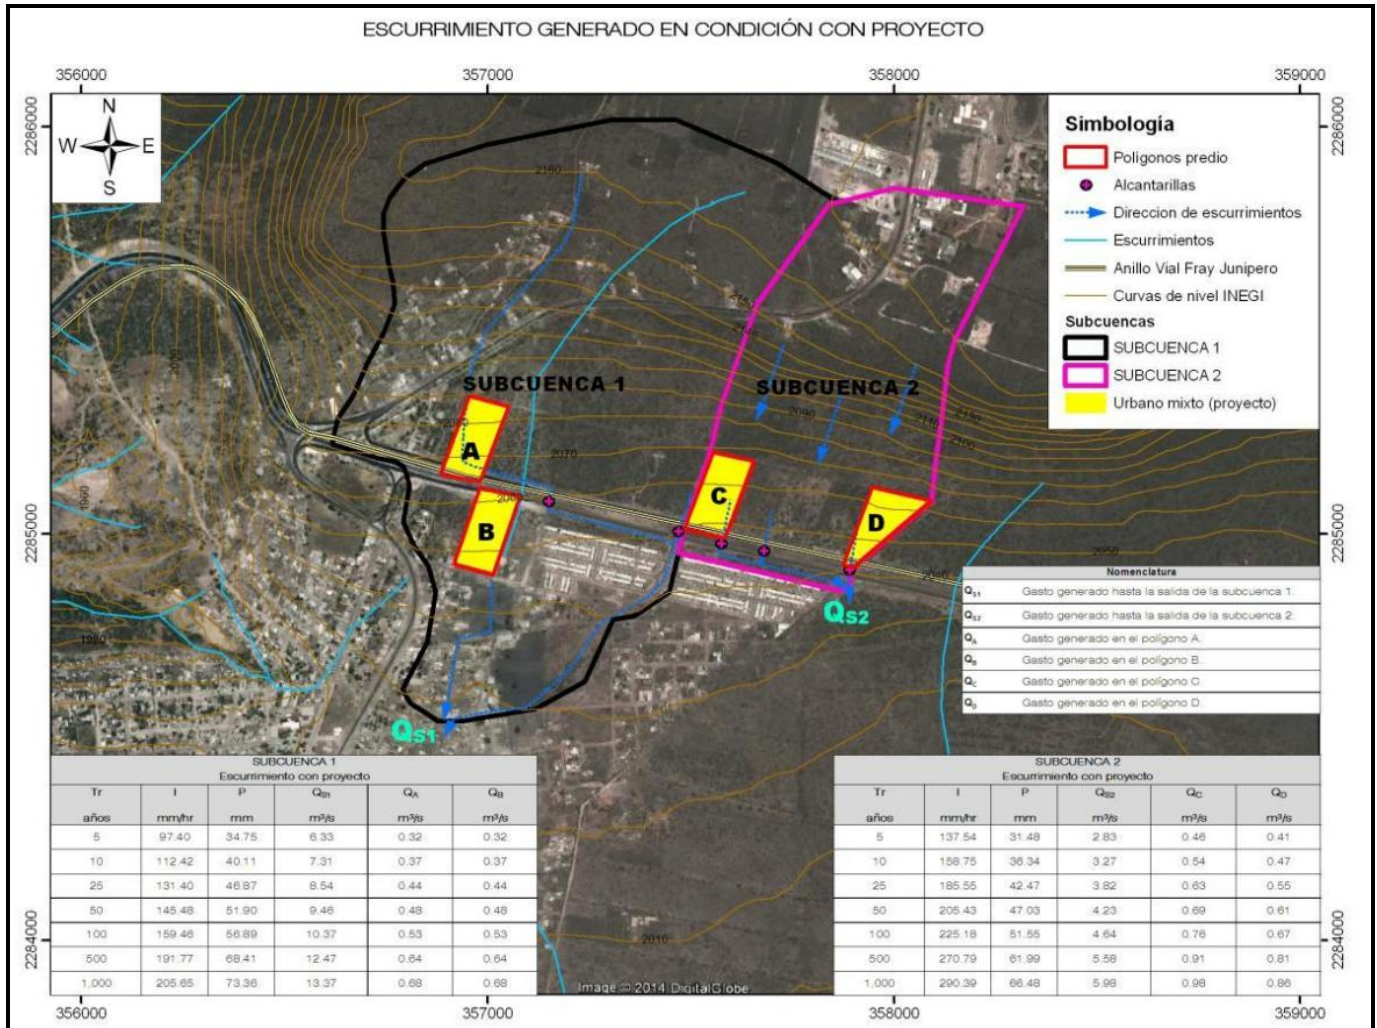 ESCURRIMIENTO GENERADO EN CONDICIÓN CON PROYECTO
356000 357000 358000 359000
2286000 2286000
N
W E
S
Simbología
Polígonos predio
Alcantarillas
Direccion de escurrimientos
Escurrimientos
Anillo Vial Fray Junipero
Curvas de nivel INEGI
Subcuencas
SUBCUENCA 1
SUBCUENCA 2
Urbano mixto (proyecto)
2160
SUBCUENCA 1
SUBCUENCA 2
2090
2110
2070
2060
A
B
C
D
2285000 2285000
1960
2050
1980
2010
QS1
QS2
Nomenclatura
QS1 Gasto generado hasta la salida de la subcuenca 1.
QS2 Gasto generado hasta la salida de la subcuenca 2.
QA Gasto generado en el polígono A.
QB Gasto generado en el polígono B.
QC Gasto generado en el polígono C.
Gasto generado en el polígono D.
SUBCUENCA 1
Escurrimiento con proyecto
Tr I P QS1 QA QB
años mm/hr mm m³/s m³/s m³/s
5 97.40 34.75 6.33 0.32 0.32
10 112.42 40.11 7.31 0.37 0.37
25 131.40 46.87 8.54 0.44 0.44
50 145.48 51.90 9.46 0.48 0.48
100 159.46 56.89 10.37 0.53 0.53
500 191.77 68.41 12.47 0.64 0.64
1,000 205.65 73.36 13.37 0.68 0.68
SUBCUENCA 2
Escurrimiento con proyecto
Tr I P QS2 QC QD
años mm/hr mm m³/s m³/s m³/s
5 137.54 31.48 2.83 0.46 0.41
10 158.75 36.34 3.27 0.54 0.47
25 185.55 42.47 3.82 0.63 0.55
50 205.43 47.03 4.23 0.69 0.61
100 225.18 51.55 4.64 0.76 0.67
500 270.79 61.99 5.58 0.91 0.81
1,000 290.39 66.48 5.98 0.98 0.86
2284000 2284000
Image © 2014 DigitalGlobe
356000 357000 358000 359000